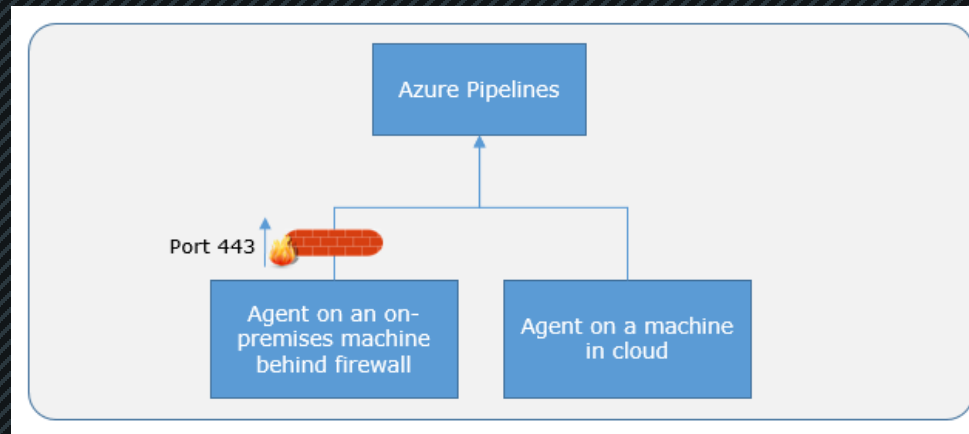 Azure Pipelines
Port 443
Agent on an on-
premises machine
behind firewall
Agent on a machine
in cloud